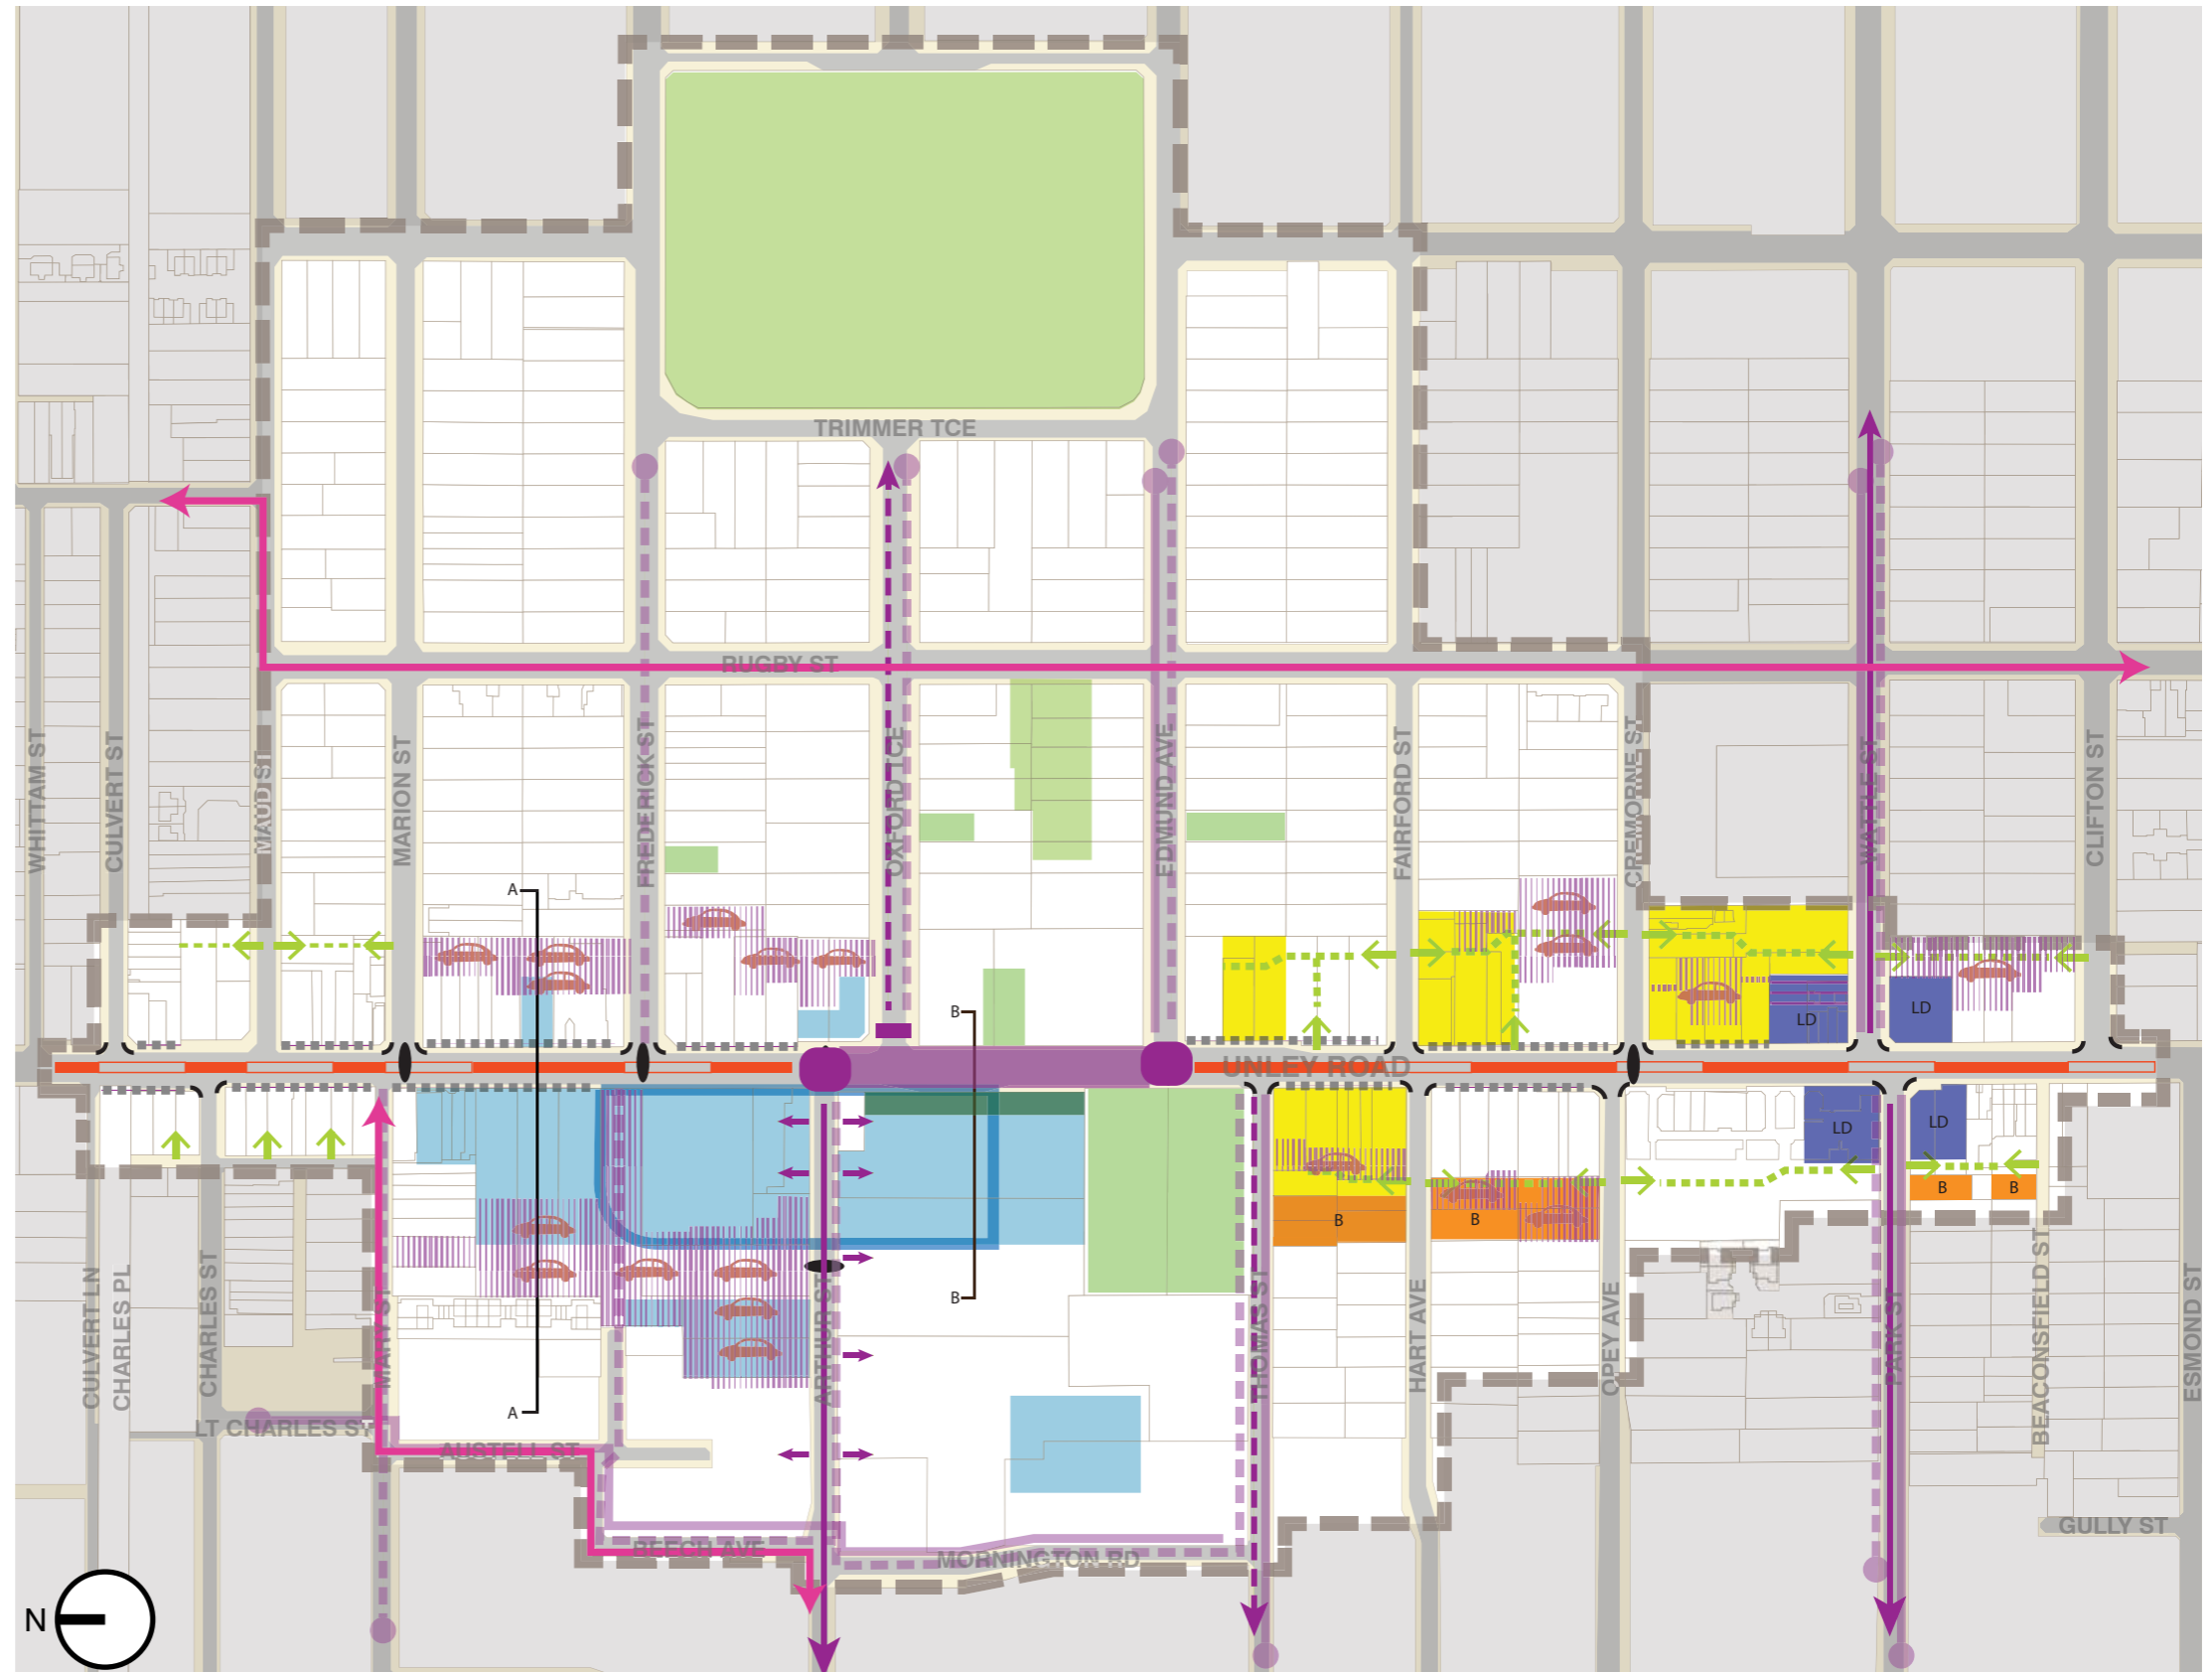 TRIMMER TCE
RUGBY ST
WHITTAM ST
CULVERT ST
MAUD ST
MARION ST
FREDERICK ST
OXFORD TCE
EDMUND AVE
FAIRFORD ST
CREMORNE ST
WATTLE ST
CLIFTON ST
A
B
LD
LD
UNLEY ROAD
LD
LD
B
B
B
B
B
A
CULVERT LN
CHARLES PL
CHARLES ST
MARY ST
ARTHUR ST
THOMAS ST
HART AVE
OPEY AVE
PARK ST
BEACONSFIELD ST
ESMOND ST
LT CHARLES ST
AUSTELL ST
BEECH AVE
MORNINGTON RD
GULLY ST
N